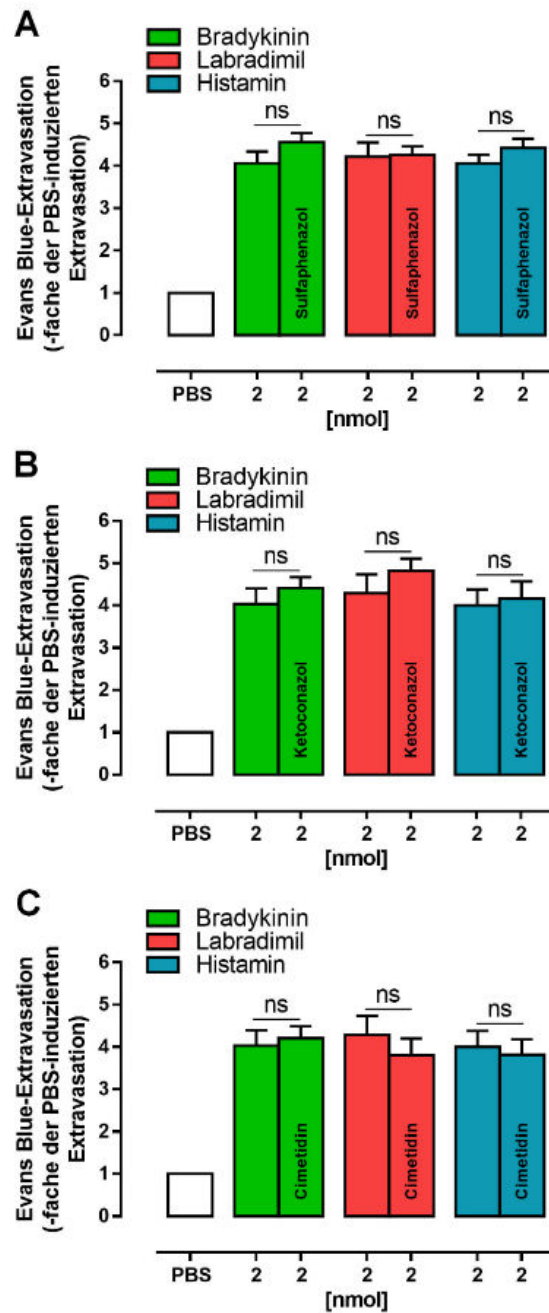 A
Bradykinin
Labradimil
Histamin
Evans Blue-Extravasation
(-fache der PBS-induzierten
Extravasation)
6
5
4
3
2
1
0
ns
ns
ns
Sulfaphenazol
Sulfaphenazol
Sulfaphenazol
PBS 2 2 2 2 2 2
[nmol]
B
Bradykinin
Labradimil
Histamin
Evans Blue-Extravasation
(-fache der PBS-induzierten
Extravasation)
6
5
4
3
2
1
0
ns
ns
ns
Ketoconazol
Ketoconazol
Ketoconazol
PBS 2 2 2 2 2 2
[nmol]
C
Bradykinin
Labradimil
Histamin
Evans Blue-Extravasation
(-fache der PBS-induzierten
Extravasation)
6
5
4
3
2
1
0
ns
ns
ns
Cimetidin
Cimetidin
Cimetidin
PBS 2 2 2 2 2 2
[nmol]